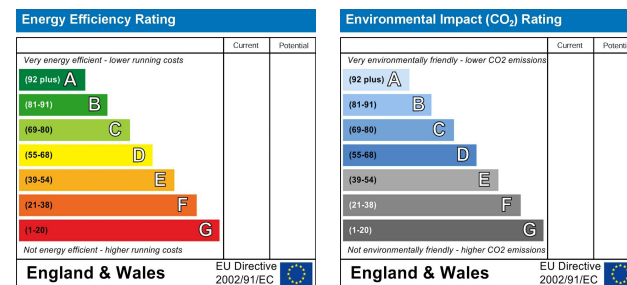 Energy Efficiency Rating
Current Potential
Very energy efficient - lower running costs
(92 plus) A
(81-91) B
(69-80) C
(55-68) D
(39-54) E
(21-38) F
(1-20) G
Not energy efficient - higher running costs
England & Wales
EU Directive
2002/91/EC
Environmental Impact (CO₂) Rating
Current Potentia
Very environmentally friendly - lower CO2 emissions
(92 plus) A
(81-91) B
(69-80) C
(55-68) D
(39-54) E
(21-38) F
(1-20) G
Not environmentally friendly - higher CO2 emissions
England & Wales
EU Directive
2002/91/EC